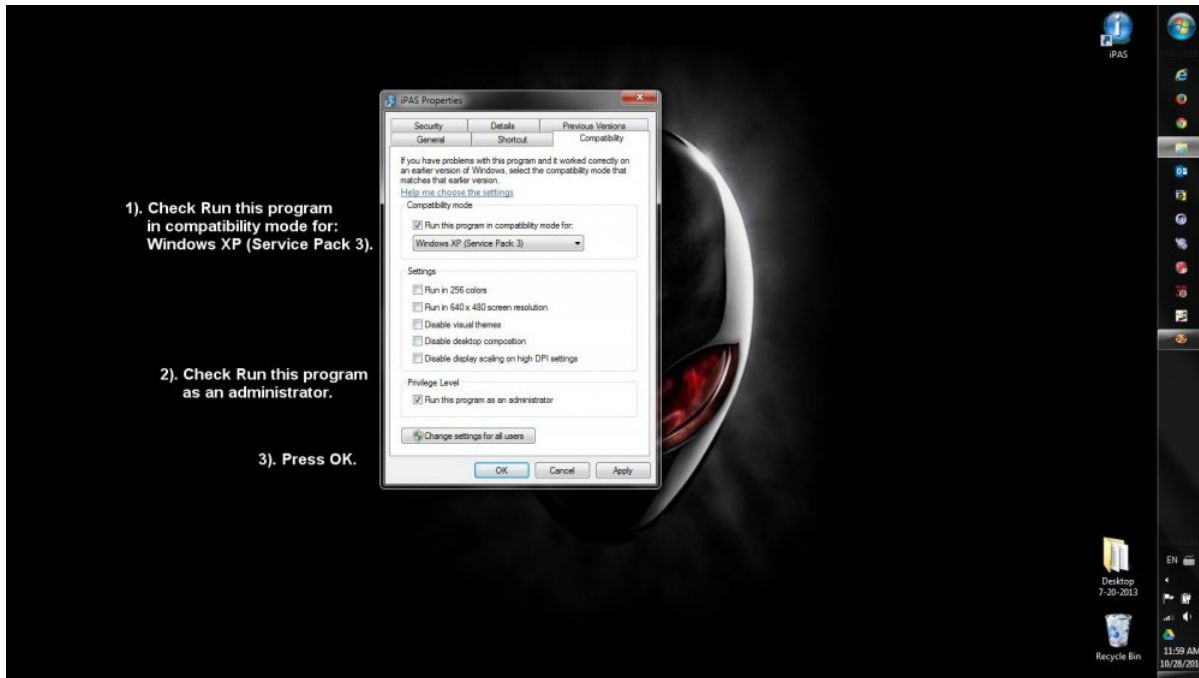 iPAS
iPAS Properties
Security Details Previous Versions
General Shortcut Compatibility
If you have problems with this program and it worked correctly on
an earlier version of Windows, select the compatibility mode that
matches that earlier version.
Help me choose the settings
Compatibility mode
Run this program in compatibility mode for:
Windows XP (Service Pack 3)
Settings
Run in 256 colors
Run in 640 x 480 screen resolution
Disable visual themes
Disable desktop composition
Disable display scaling on high DPI settings
Privilege Level
Run this program as an administrator
Change settings for all users
OK Cancel Apply
1). Check Run this program
in compatibility mode for:
Windows XP (Service Pack 3).
2). Check Run this program
as an administrator.
3). Press OK.
Desktop
7-20-2013
Recycle Bin
EN
11:59 AM
10/28/201